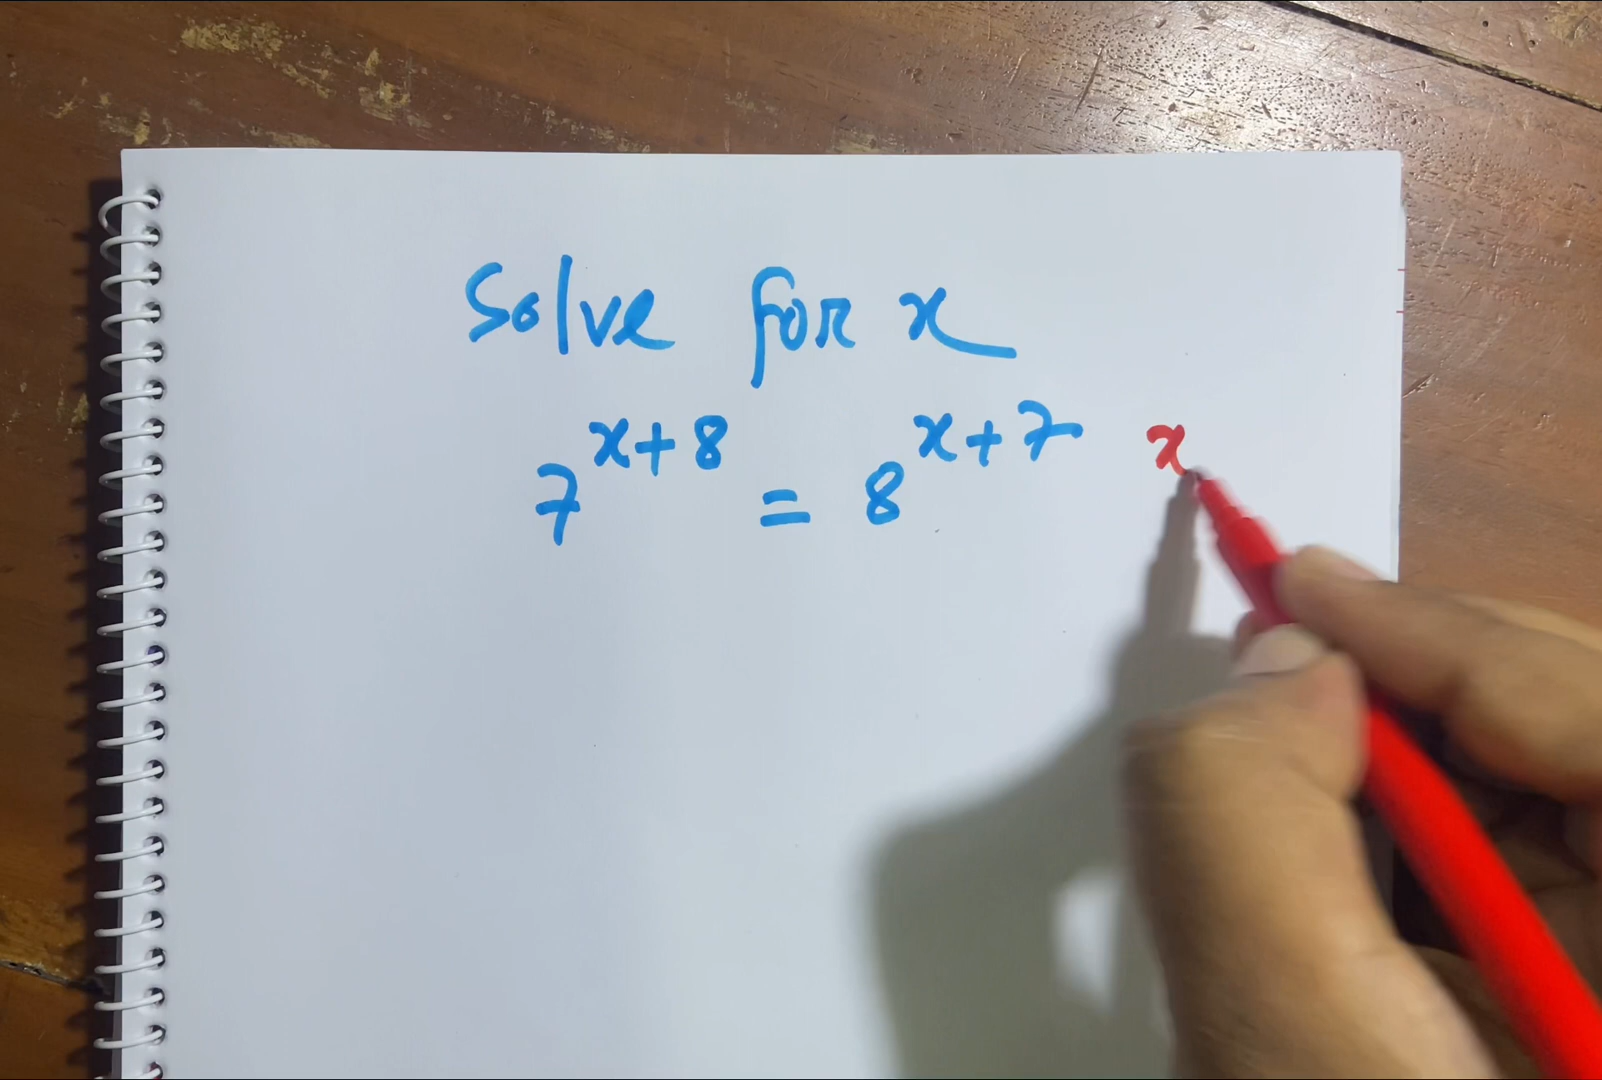 Solve for x
7^{x+8} = 8^{x+7} x